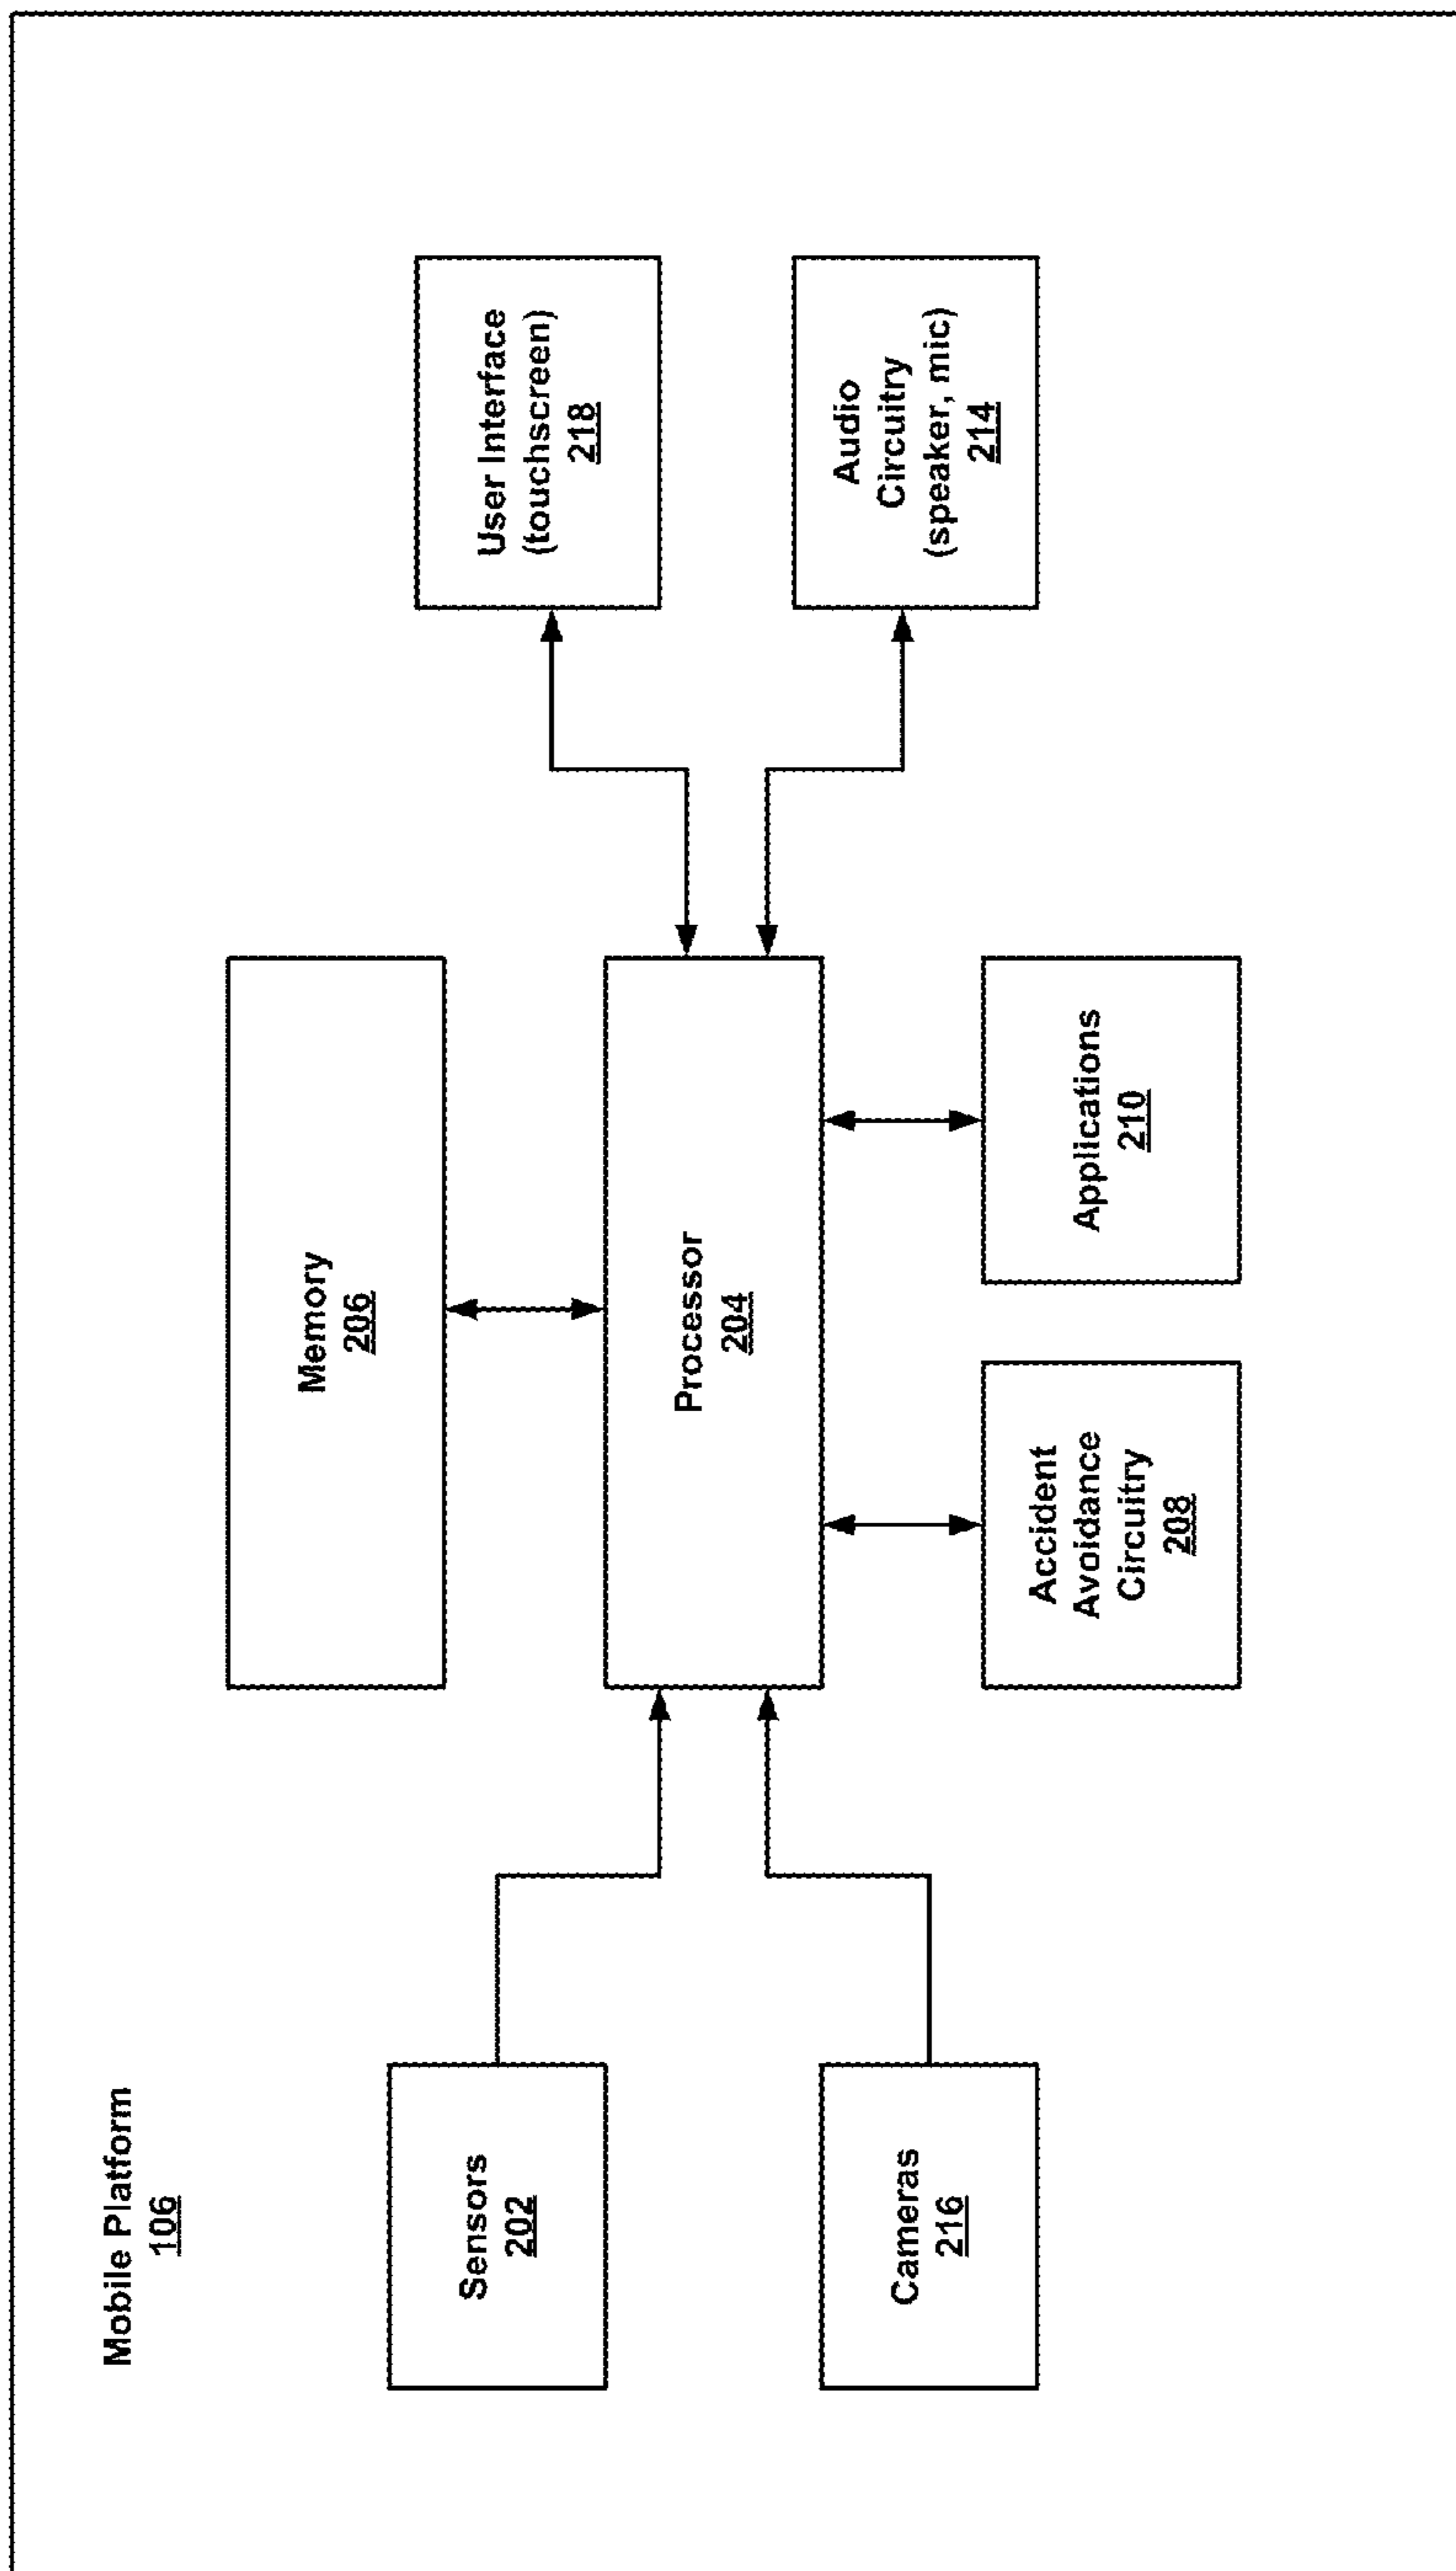 Mobile Platform
106
Sensors
202
Cameras
216
Memory
206
Processor
204
Accident
Avoidance
Circuitry
208
Applications
210
User Interface
(touchscreen)
218
Audio
Circuitry
(speaker, mic)
214